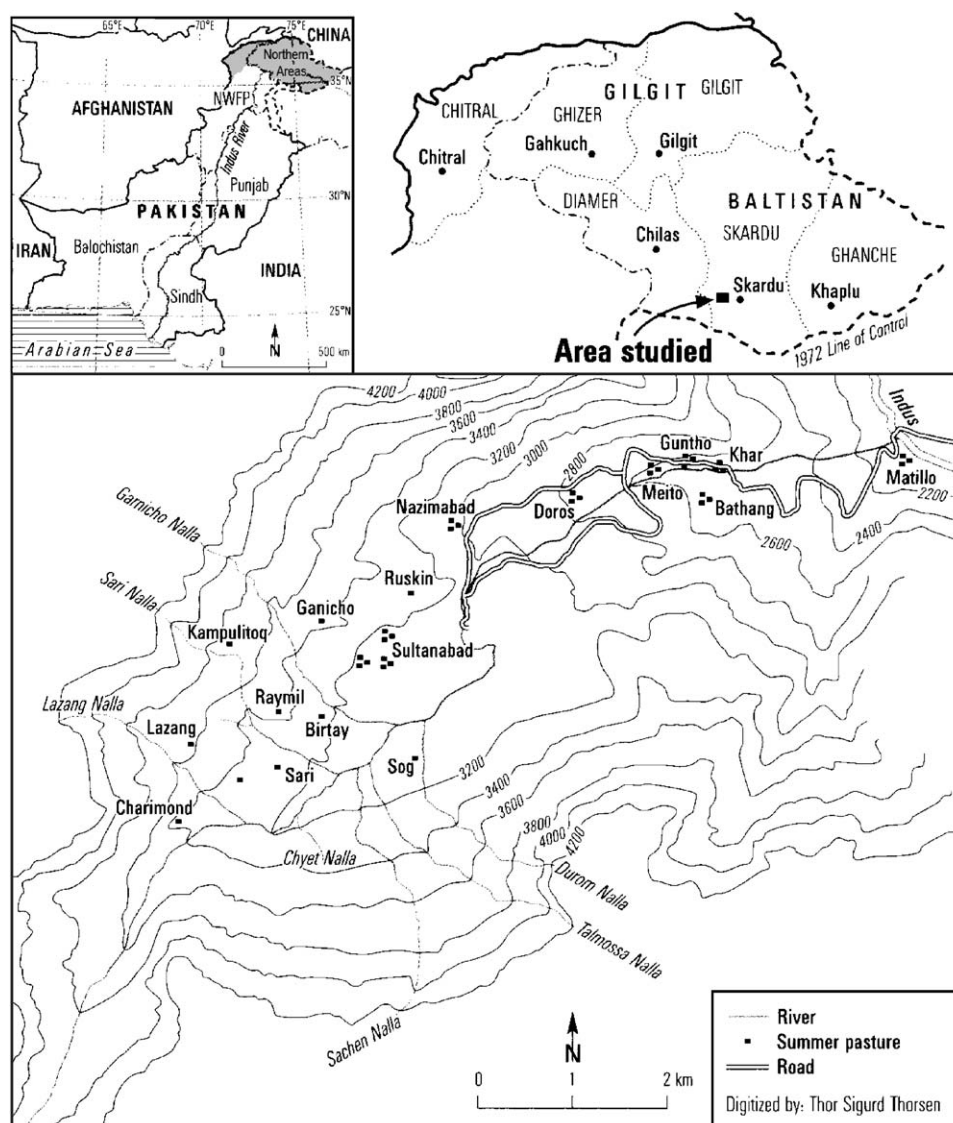 65°E
70°E
75°E
CHINA
Northern
Areas
35°N
NWFP
AFGHANISTAN
Indus River
Punjab
30°N
PAKISTAN
IRAN
Balochistan
INDIA
Sindh
25°N
Arabian Sea
N
0
500 km
CHITRAL
Chitral
GHIZER
Gahkuch
GILGIT
GILGIT
Gilgit
DIAMER
BALTISTAN
Chilas
SKARDU
GHANCHE
Skardu
Khaplu
Area studied
1972 Line of Control
4200
4000
3800
3600
3400
3200
3000
2800
Indus
Guntho
Khar
Matillo
2200
Meito
Bathang
Doros
2400
2600
Nazimabad
Garnicho Nalla
Sari Nalla
Ruskin
Ganicho
Kampulitoq
Sultanabad
Lazang Nalla
Raymil
Birtay
Lazang
Sari
Sog
3200
3400
3600
3800
4000
4200
Charimond
Chyet Nalla
Durom Nalla
Talmossa Nalla
Sachen Nalla
N
0
1
2 km
River
Summer pasture
Road
Digitized by: Thor Sigurd Thorsen